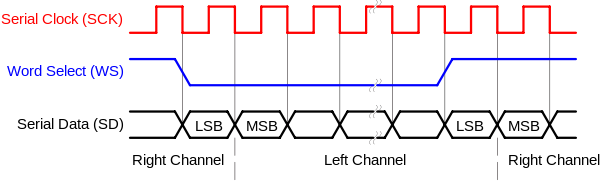 Serial Clock (SCK)
Word Select (WS)
Serial Data (SD)
LSB MSB LSB MSB
Right Channel Left Channel Right Channel